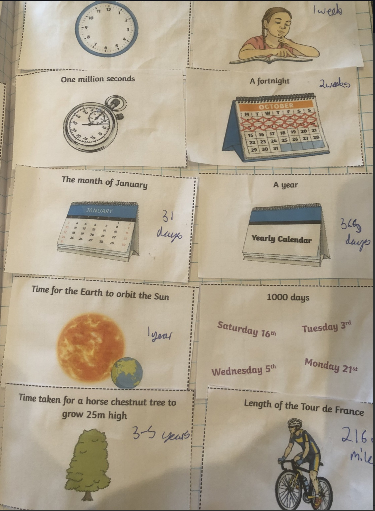 1 week
One million seconds
A fortnight
2 weeks
OCTOBER
The month of January
A year
JANUARY
31
days
Yearly Calendar
days
Time for the Earth to orbit the Sun
1000 days
1 year
Saturday 16th
Tuesday 3rd
Wednesday 5th
Monday 21st
Time taken for a horse chestnut tree to
grow 25m high
Length of the Tour de France
3-5 years
216